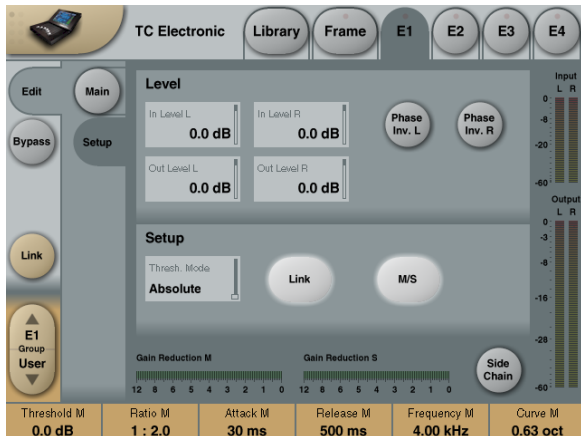 TC Electronic
Library
Frame
E1
E2
E3
E4
Edit
Main
Bypass
Setup
Link
E1
Group
User
Level
In Level L
0.0 dB
In Level R
0.0 dB
Phase
Inv. L
Phase
Inv. R
Out Level L
0.0 dB
Out Level R
0.0 dB
Setup
Thresh. Mode
Absolute
Link
M/S
Gain Reduction M
12 8 6 5 4 3 2 1 0
Gain Reduction S
12 8 6 5 4 3 2 1 0
Side
Chain
Input
L R
0
-8
-20
-60
Output
L R
0
-3
-8
-18
-28
-60
Threshold M
0.0 dB
Ratio M
1 : 2.0
Attack M
30 ms
Release M
500 ms
Frequency M
4.00 kHz
Curve M
0.63 oct